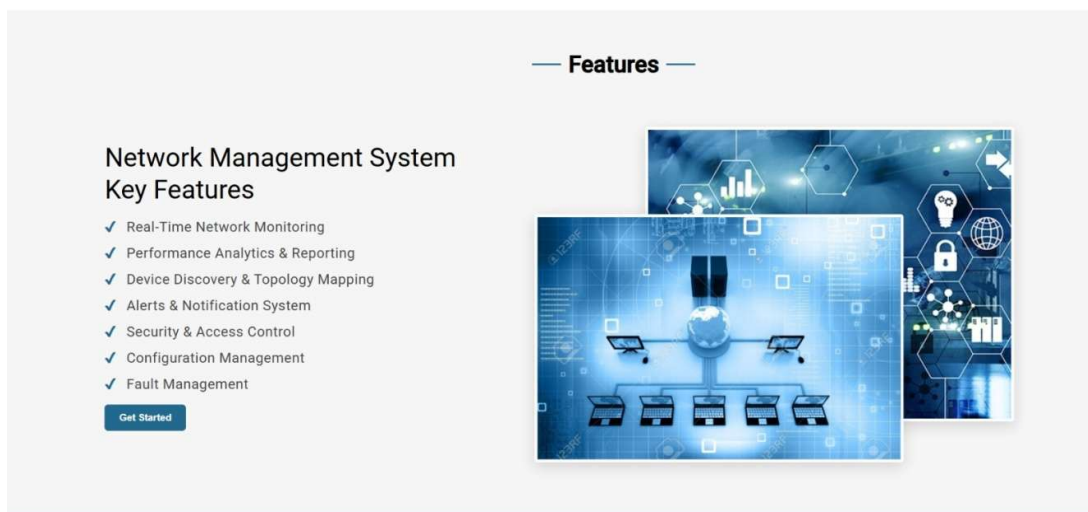 Features
Network Management System
Key Features
Real-Time Network Monitoring
Performance Analytics & Reporting
Device Discovery & Topology Mapping
Alerts & Notification System
Security & Access Control
Configuration Management
Fault Management
Get Started
123RF